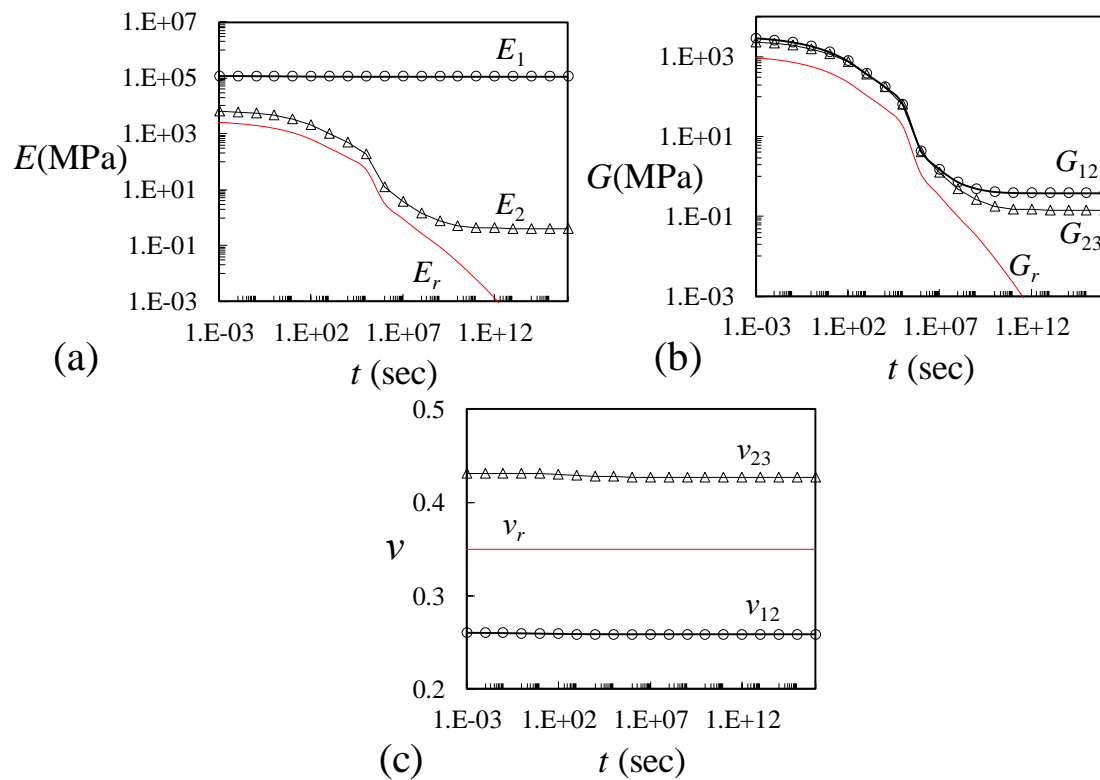 1.E+07
1.E+05
1.E+03
1.E+01
1.E-01
1.E-03
E(MPa)
E1
E2
Er
1.E-03 1.E+02 1.E+07 1.E+12
t (sec)
(a)
1.E+03
1.E+01
1.E-01
1.E-03
G(MPa)
G12
G23
Gr
1.E-03 1.E+02 1.E+07 1.E+12
t (sec)
(b)
0.5
0.4
0.3
0.2
ν
ν23
νr
ν12
1.E-03 1.E+02 1.E+07 1.E+12
t (sec)
(c)